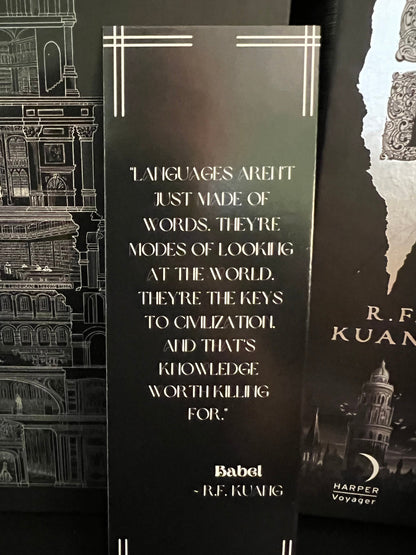 "LANGUAGES AREN'T
JUST MADE OF
WORDS. THEY'RE
MODES OF LOOKING
AT THE WORLD.
THEY'RE THE KEYS
TO CIVILIZATION.
AND THAT'S
KNOWLEDGE
WORTH KILLING
FOR."
Babel
~ R.F. KUANG
R.F.
KUAN
HARPER
Voyager